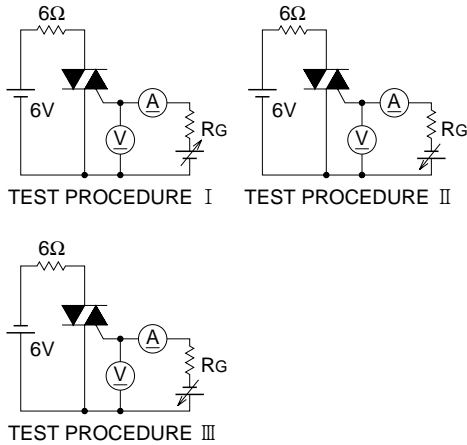 6Ω
6V
A
V
RG
TEST PROCEDURE Ⅰ
6Ω
6V
A
V
RG
TEST PROCEDURE Ⅱ
6Ω
6V
A
V
RG
TEST PROCEDURE Ⅲ